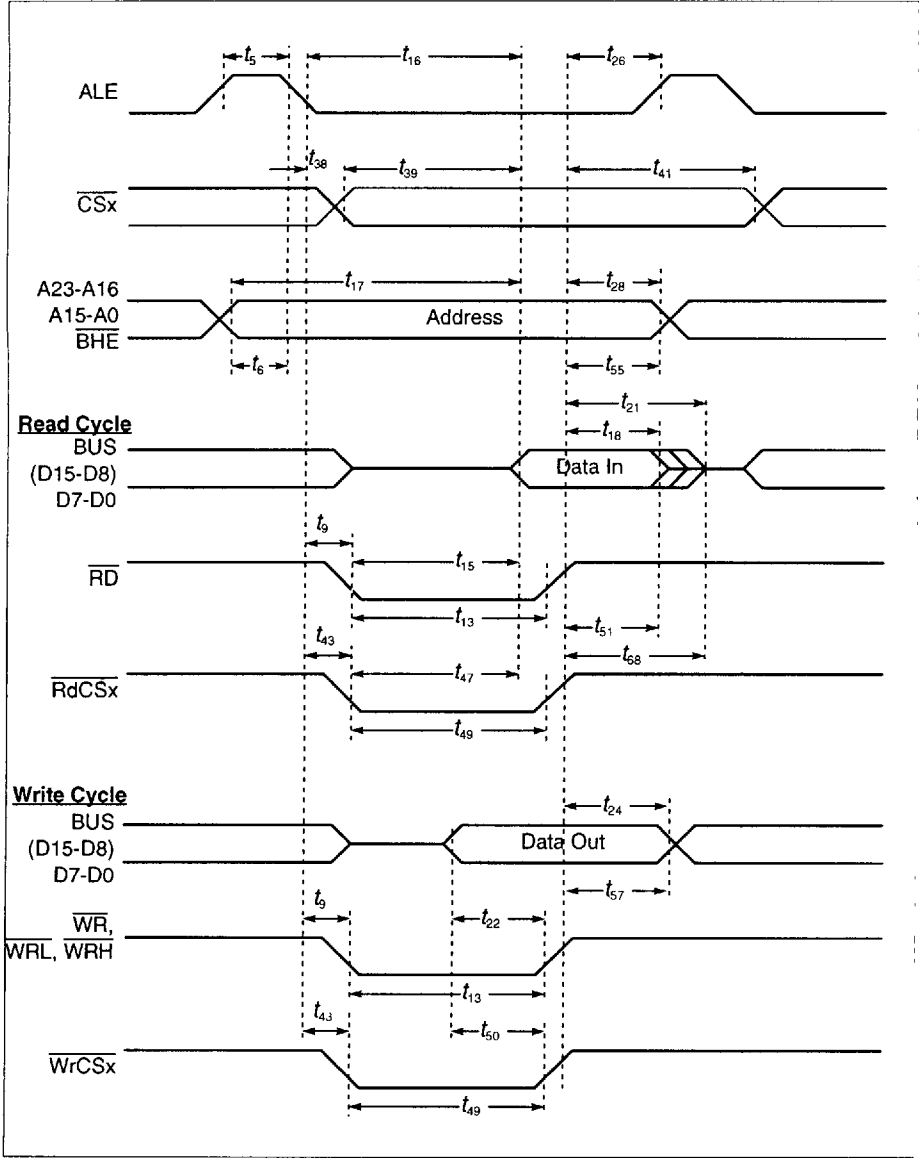 t5 t16 t26
ALE
t38 t39 t41
CSx
t17 t28
A23-A16
A15-A0 Address
BHE
t6 t55
t21
Read Cycle t18
BUS
(D15-D8) Data In
D7-D0
t9
RD t15
t13
t51
t43 t68
RdCSx t47
t49
Write Cycle
BUS t24
(D15-D8) Data Out
D7-D0
t57
t9 t22
WR,
WRL, WRH
t13
t43 t50
WrCSx
t49